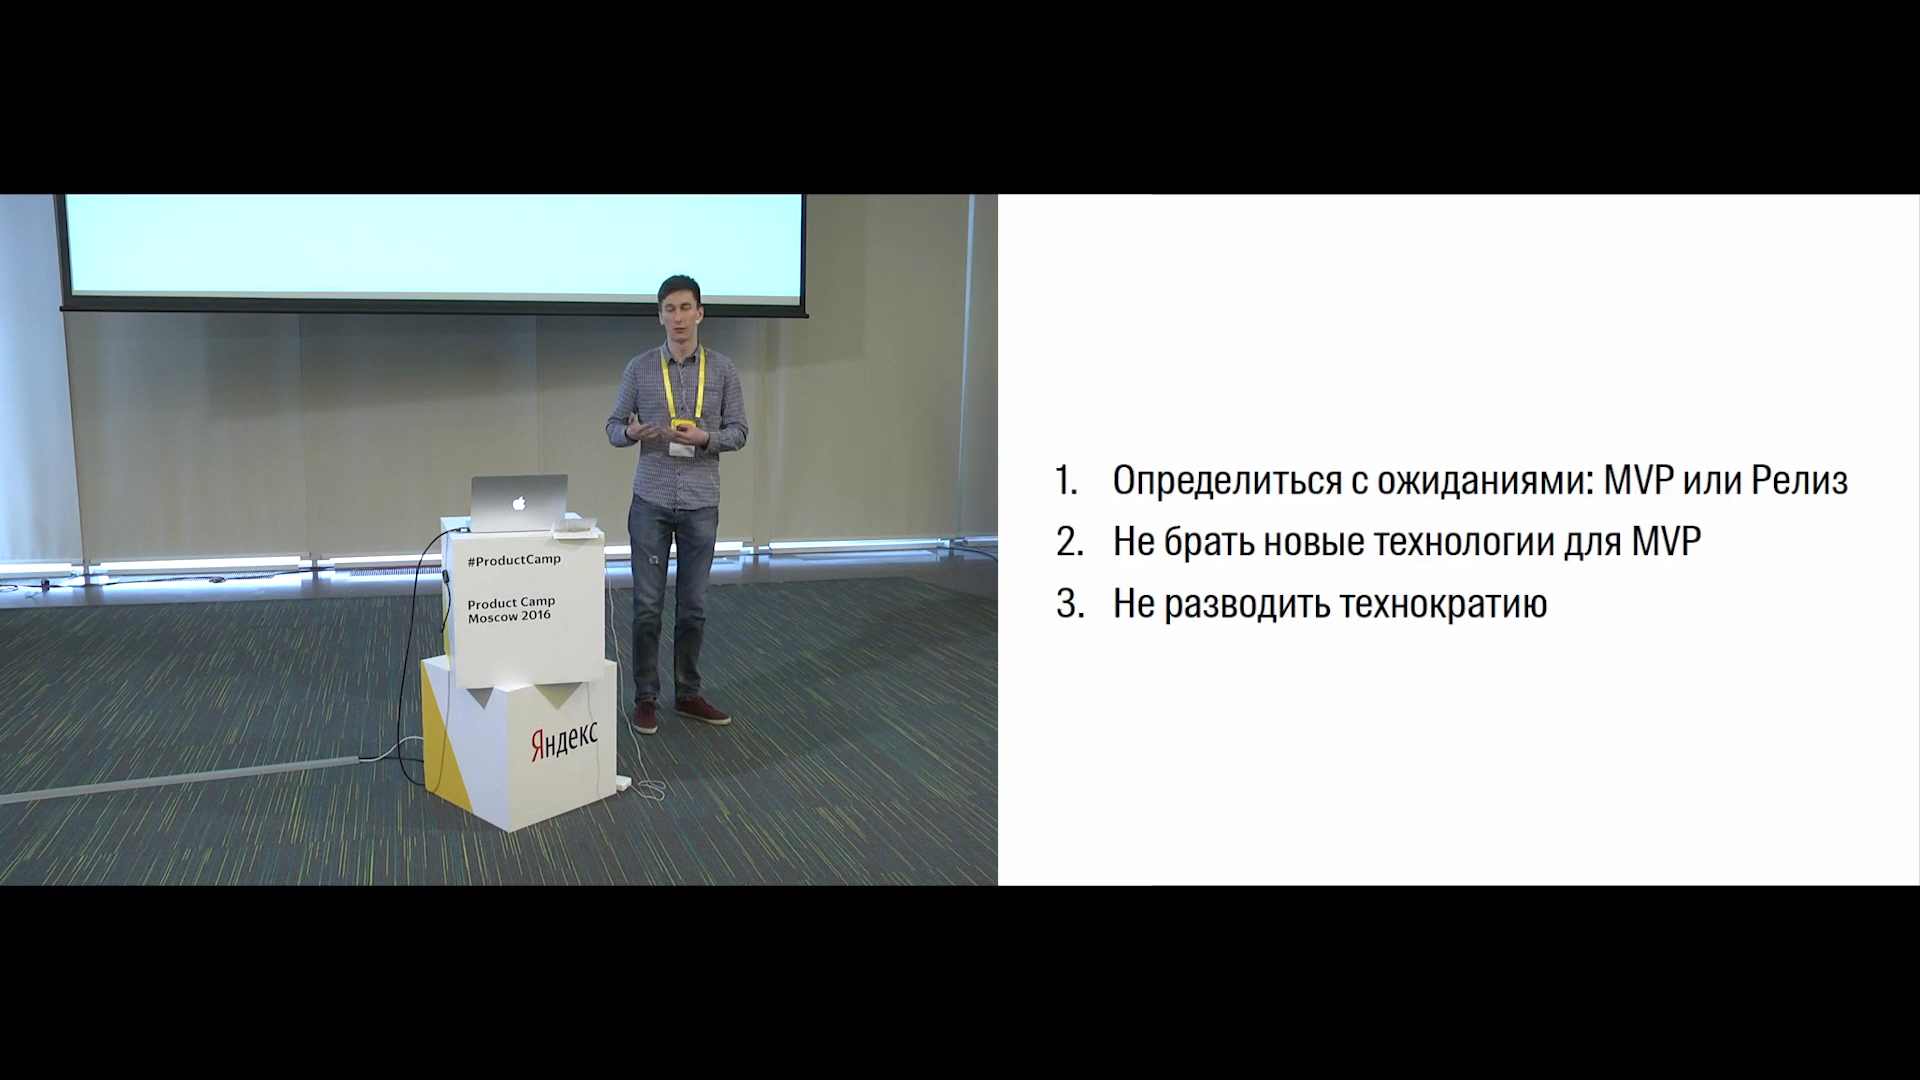 #ProductCamp
Product Camp
Moscow 2016
Яндекс
1. Определиться с ожиданиями: MVP или Релиз
2. Не брать новые технологии для MVP
3. Не разводить технократию